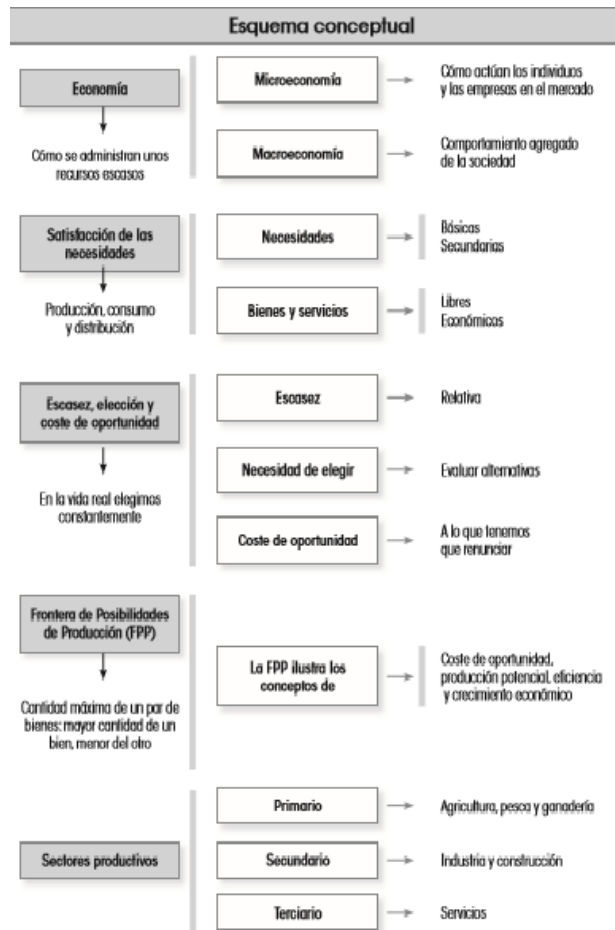 Esquema conceptual
Economía
Cómo se administran unos
recursos escasos
Microeconomía
Cómo actúan los individuos
y las empresas en el mercado
Macroeconomía
Comportamiento agregado
de la sociedad
Satisfacción de las
necesidades
Producción, consumo
y distribución
Necesidades
Básicas
Secundarias
Bienes y servicios
Libres
Económicos
Escasez, elección y
coste de oportunidad
En la vida real elegimos
constantemente
Escasez
Relativa
Necesidad de elegir
Evaluar alternativas
Coste de oportunidad
A lo que tenemos
que renunciar
Frontera de Posibilidades
de Producción (FPP)
Cantidad máxima de un par de
bienes: mayor cantidad de un
bien, menor del otro
La FPP ilustra los
conceptos de
Coste de oportunidad,
producción potencial, eficiencia
y crecimiento económico
Sectores productivos
Primario
Agricultura, pesca y ganadería
Secundario
Industria y construcción
Terciario
Servicios